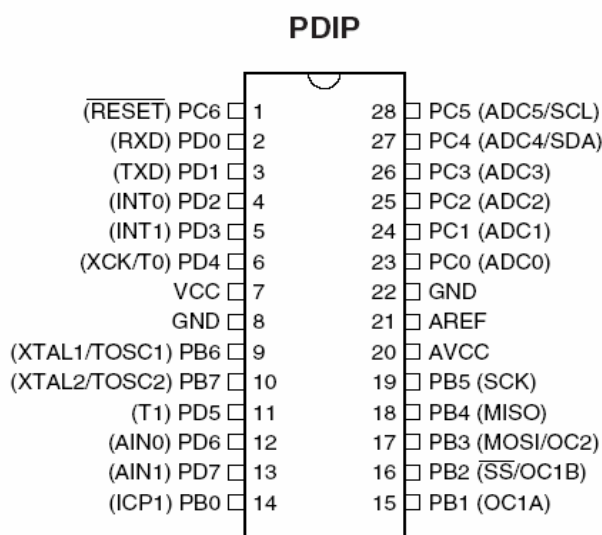 PDIP
(RESET) PC6 1 28 PC5 (ADC5/SCL)
(RXD) PD0 2 27 PC4 (ADC4/SDA)
(TXD) PD1 3 26 PC3 (ADC3)
(INT0) PD2 4 25 PC2 (ADC2)
(INT1) PD3 5 24 PC1 (ADC1)
(XCK/T0) PD4 6 23 PC0 (ADC0)
VCC 7 22 GND
GND 8 21 AREF
(XTAL1/TOSC1) PB6 9 20 AVCC
(XTAL2/TOSC2) PB7 10 19 PB5 (SCK)
(T1) PD5 11 18 PB4 (MISO)
(AIN0) PD6 12 17 PB3 (MOSI/OC2)
(AIN1) PD7 13 16 PB2 (SS/OC1B)
(ICP1) PB0 14 15 PB1 (OC1A)